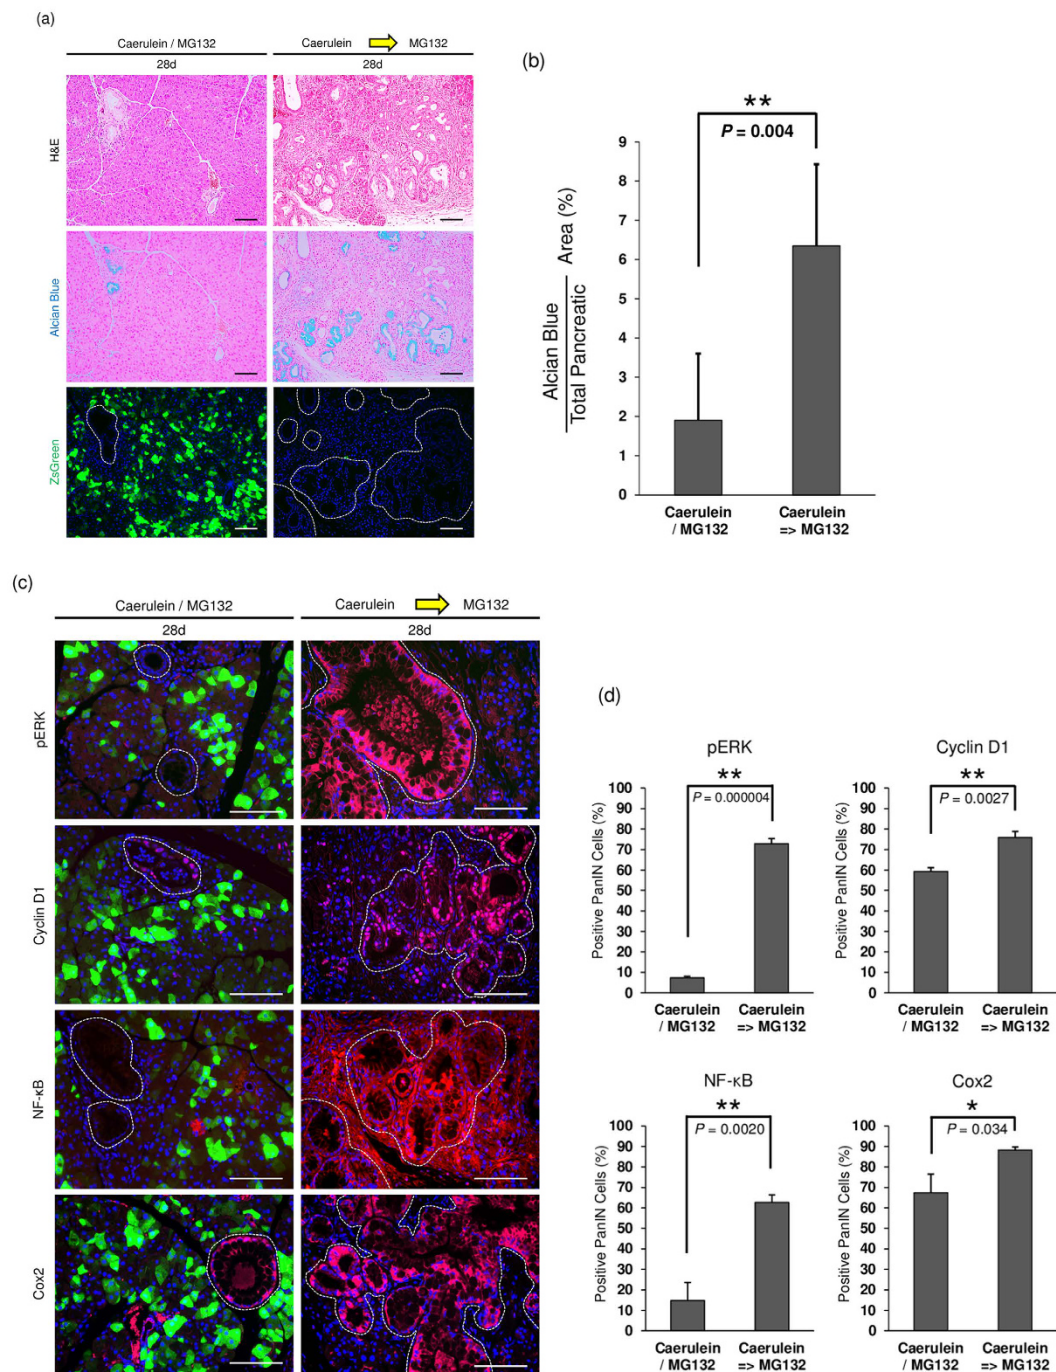 (a)
Caerulein / MG132
Caerulein
MG132
28d
28d
H&E
Alcian Blue
ZsGreen
(b)
**
P = 0.004
Alcian Blue
Total Pancreatic
Area (%)
9
8
7
6
5
4
3
2
1
0
Caerulein
/ MG132
Caerulein
=> MG132
(c)
Caerulein / MG132
Caerulein
MG132
28d
28d
pERK
Cyclin D1
NF-κB
Cox2
(d)
pERK
**
P = 0.000004
Positive PanIN Cells (%)
100
90
80
70
60
50
40
30
20
10
0
Caerulein
/ MG132
Caerulein
=> MG132
Cyclin D1
**
P = 0.0027
Positive PanIN Cells (%)
100
90
80
70
60
50
40
30
20
10
0
Caerulein
/ MG132
Caerulein
=> MG132
NF-κB
**
P = 0.0020
Positive PanIN Cells (%)
100
90
80
70
60
50
40
30
20
10
0
Caerulein
/ MG132
Caerulein
=> MG132
Cox2
*
P = 0.034
Positive PanIN Cells (%)
100
90
80
70
60
50
40
30
20
10
0
Caerulein
/ MG132
Caerulein
=> MG132